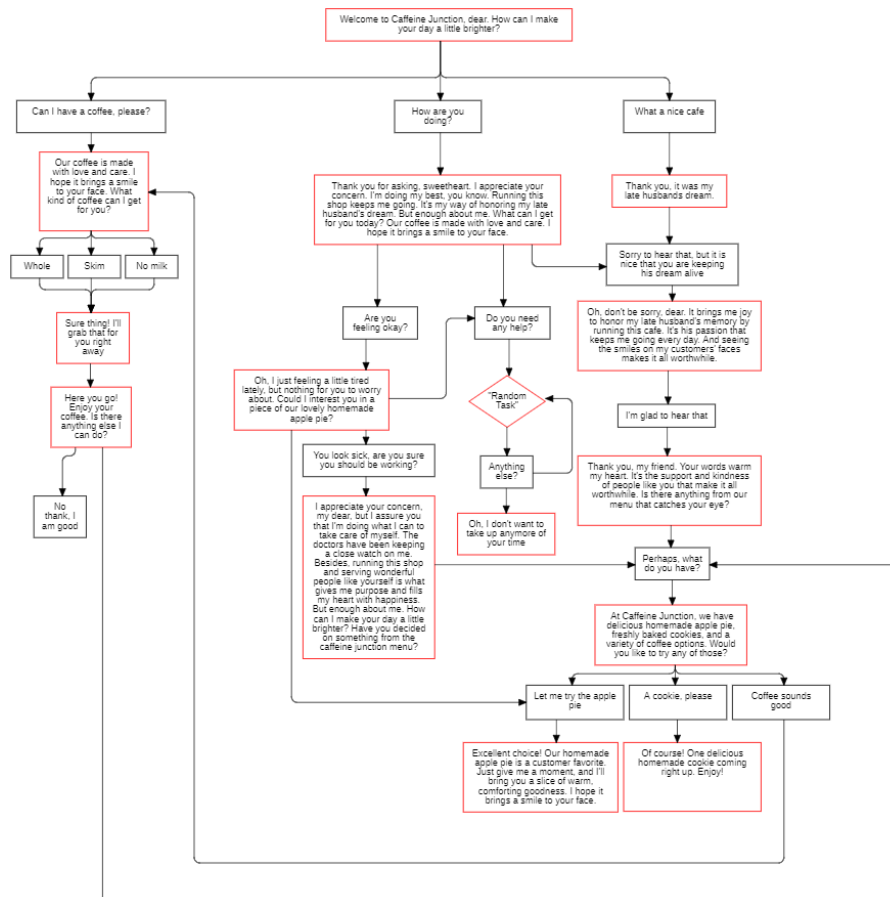 Welcome to Caffeine Junction, dear. How can I make
your day a little brighter?
Can I have a coffee, please?
How are you
doing?
What a nice cafe
Our coffee is made
with love and care. I
hope it brings a smile
to your face. What
kind of coffee can I get
for you?
Thank you for asking, sweetheart. I appreciate your
concern. I'm doing my best, you know. Running this
shop keeps me going. It's my way of honoring my late
husband's dream. But enough about me. What can I get
for you today? Our coffee is made with love and care. I
hope it brings a smile to your face.
Thank you, it was my
late husbands dream.
Whole
Skim
No milk
Sorry to hear that, but it is
nice that you are keeping
his dream alive
Sure thing! I'll
grab that for
you right
away
Are you
feeling okay?
Do you need
any help?
Oh, don't be sorry, dear. It brings me joy
to honor my late husband's memory by
running this cafe. It's his passion that
keeps me going every day. And seeing
the smiles on my customers' faces
makes it all worthwhile.
Here you go!
Enjoy your
coffee. Is there
anything else I
can do?
Oh, I just feeling a little tired
lately, but nothing for you to worry
about. Could I interest you in a
piece of our lovely homemade
apple pie?
"Random
Task"
I'm glad to hear that
You look sick, are you sure
you should be working?
Anything
else?
Thank you, my friend. Your words warm
my heart. It's the support and kindness
of people like you that make it all
worthwhile. Is there anything from our
menu that catches your eye?
No
thank, I
am good
I appreciate your concern,
my dear, but I assure you
that I'm doing what I can to
take care of myself. The
doctors have been keeping
a close watch on me.
Besides, running this shop
and serving wonderful
people like yourself is what
gives me purpose and fills
my heart with happiness.
But enough about me. How
can I make your day a little
brighter? Have you decided
on something from the
caffeine junction menu?
Oh, I don't want to
take up anymore of
your time
Perhaps, what
do you have?
At Caffeine Junction, we have
delicious homemade apple pie,
freshly baked cookies, and a
variety of coffee options. Would
you like to try any of those?
Let me try the apple
pie
A cookie, please
Coffee sounds
good
Excellent choice! Our homemade
apple pie is a customer favorite.
Just give me a moment, and I'll
bring you a slice of warm,
comforting goodness. I hope it
brings a smile to your face.
Of course! One delicious
homemade cookie coming
right up. Enjoy!